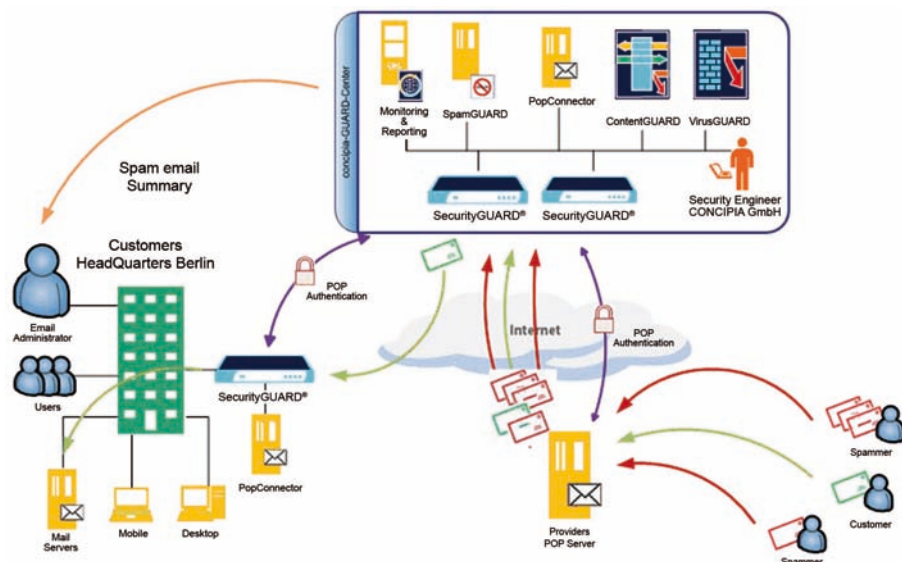 concipia-GUARD-Center
Monitoring
&
Reporting
SpamGUARD
PopConnector
ContentGUARD
VirusGUARD
SecurityGUARD®
SecurityGUARD®
Security Engineer
CONCIPIA GmbH
Spam email
Summary
Customers
HeadQuarters Berlin
POP
Authentication
Internet
POP
Authentication
Email
Administrator
Users
SecurityGUARD®
PopConnector
Mail
Servers
Mobile
Desktop
Providers
POP Server
Spammer
Customer
Spammer